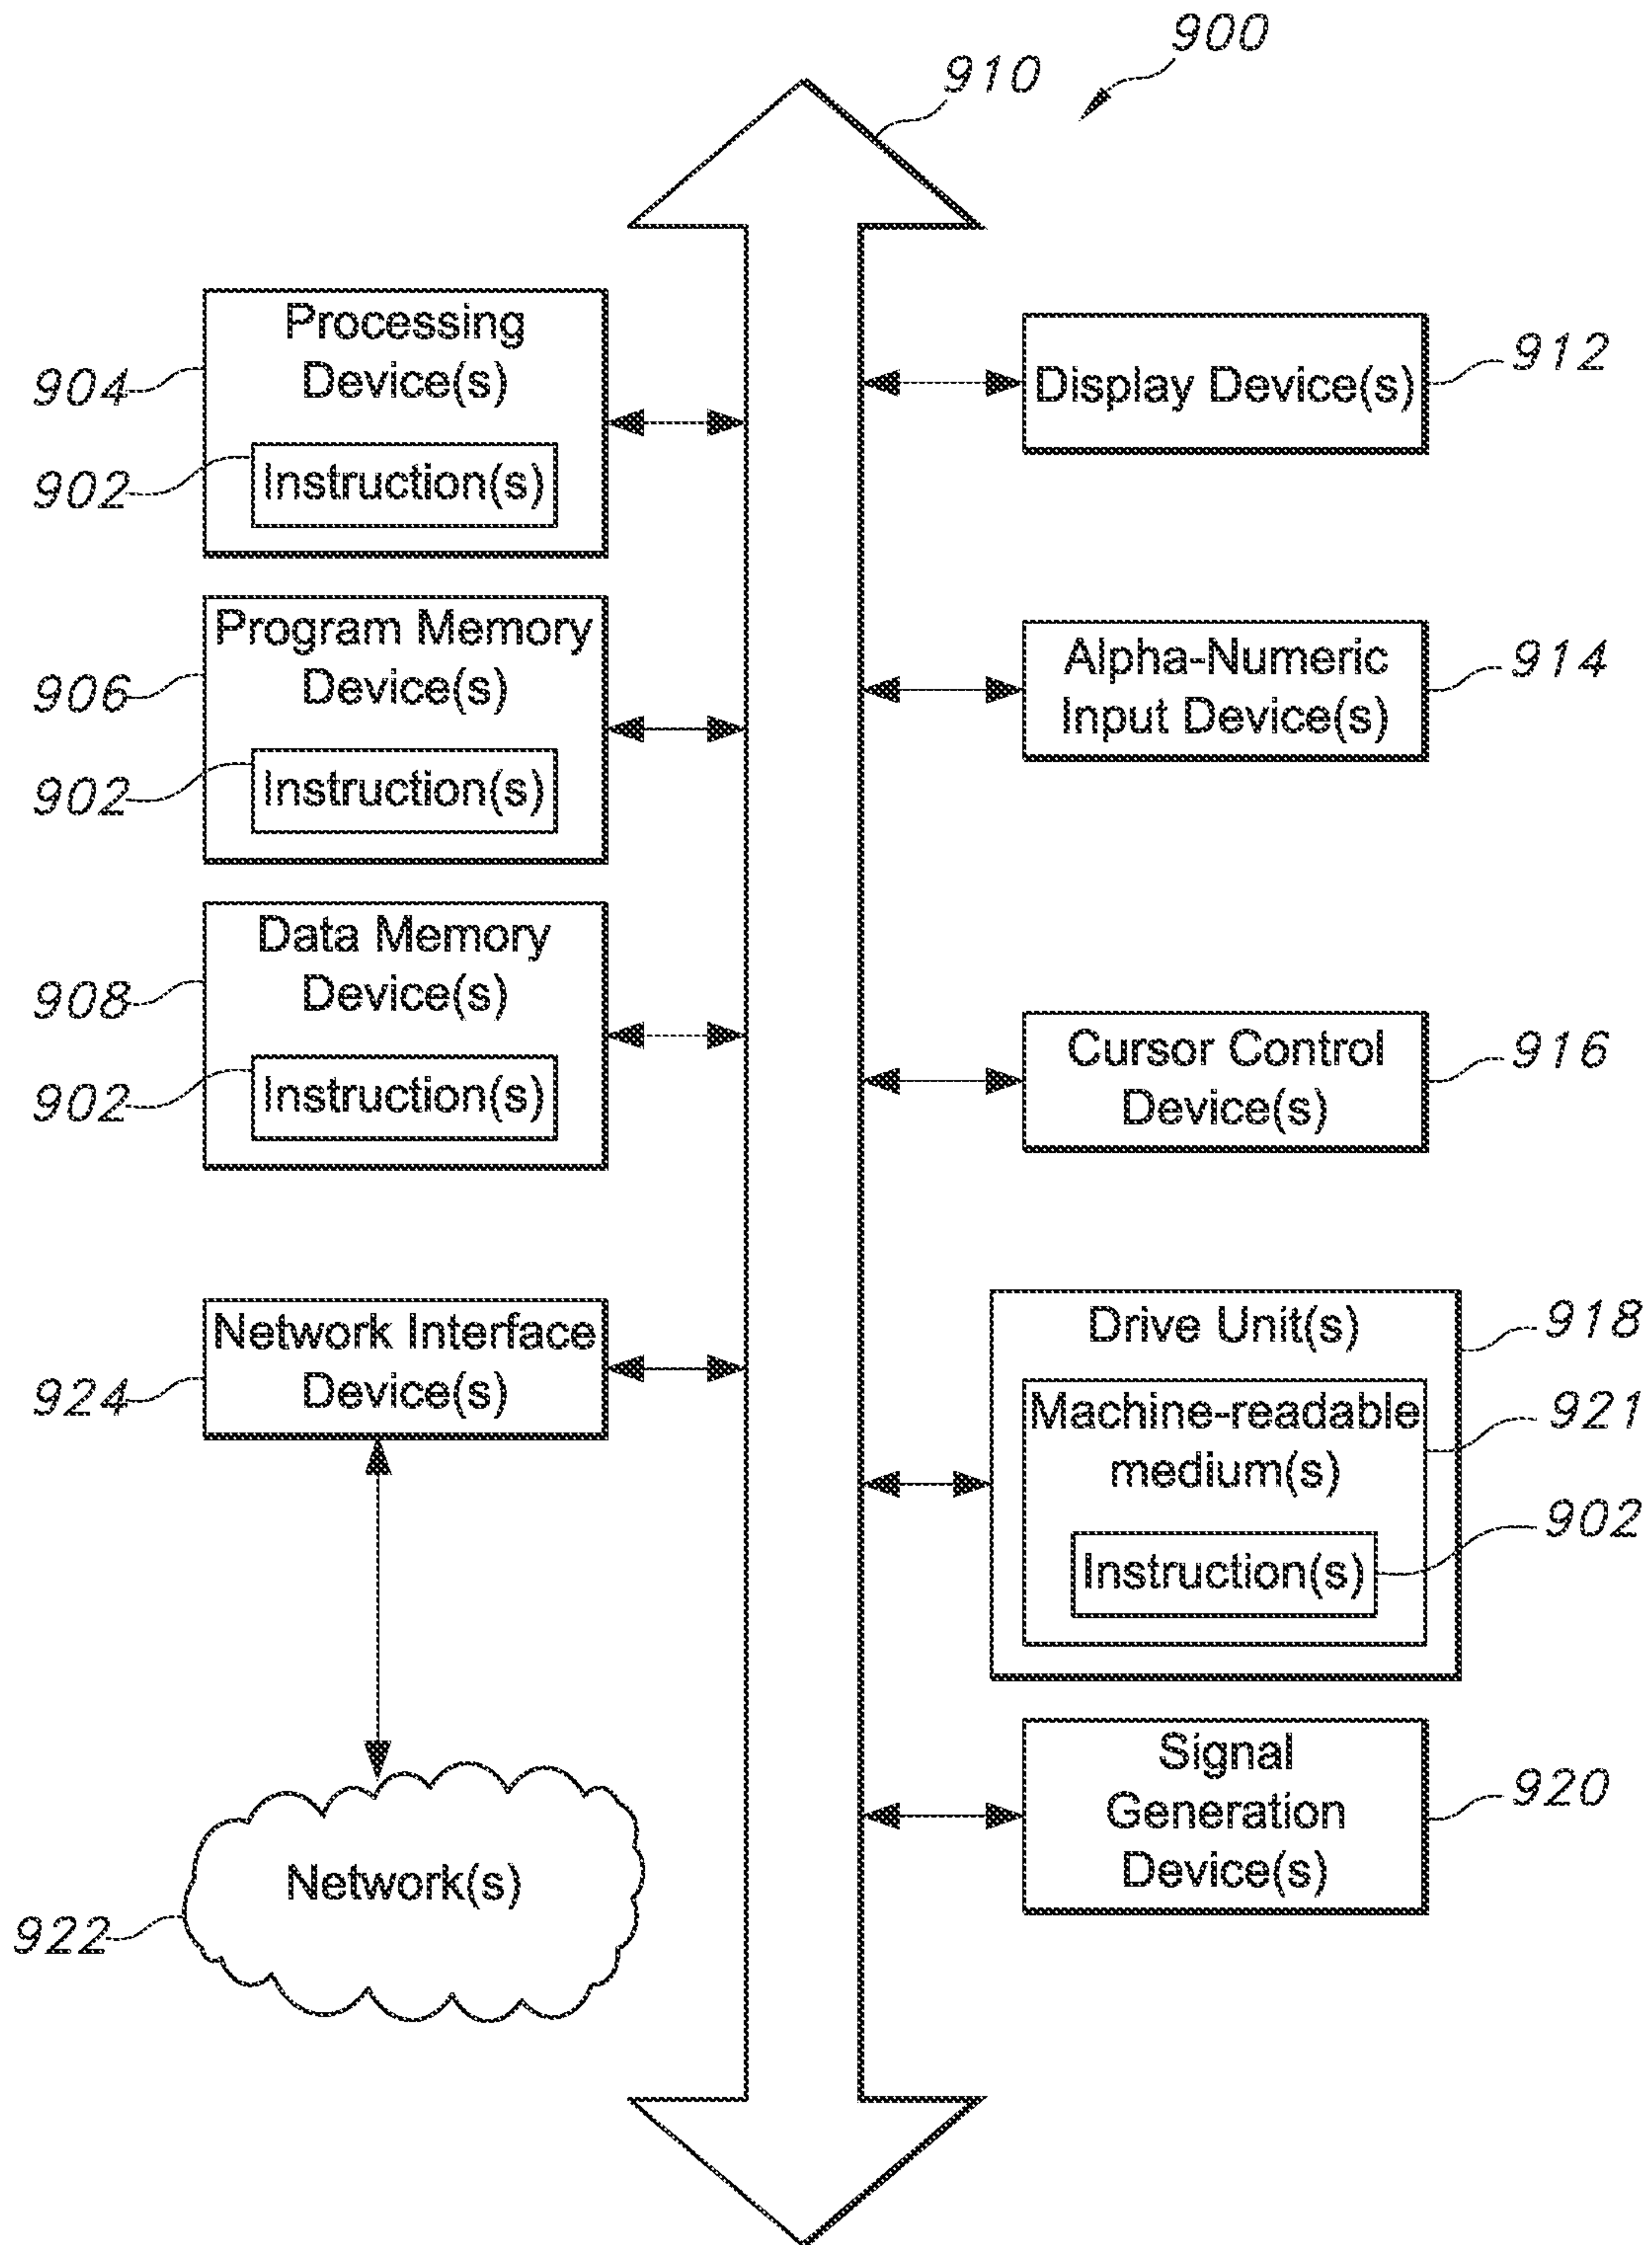 900
910
Processing
Device(s)
904
Instruction(s)
902
Program Memory
Device(s)
906
Instruction(s)
902
Data Memory
Device(s)
908
Instruction(s)
902
Network Interface
Device(s)
924
Network(s)
922
Display Device(s)
912
Alpha-Numeric
Input Device(s)
914
Cursor Control
Device(s)
916
Drive Unit(s)
918
Machine-readable
medium(s)
921
902
Instruction(s)
Signal
Generation
Device(s)
920